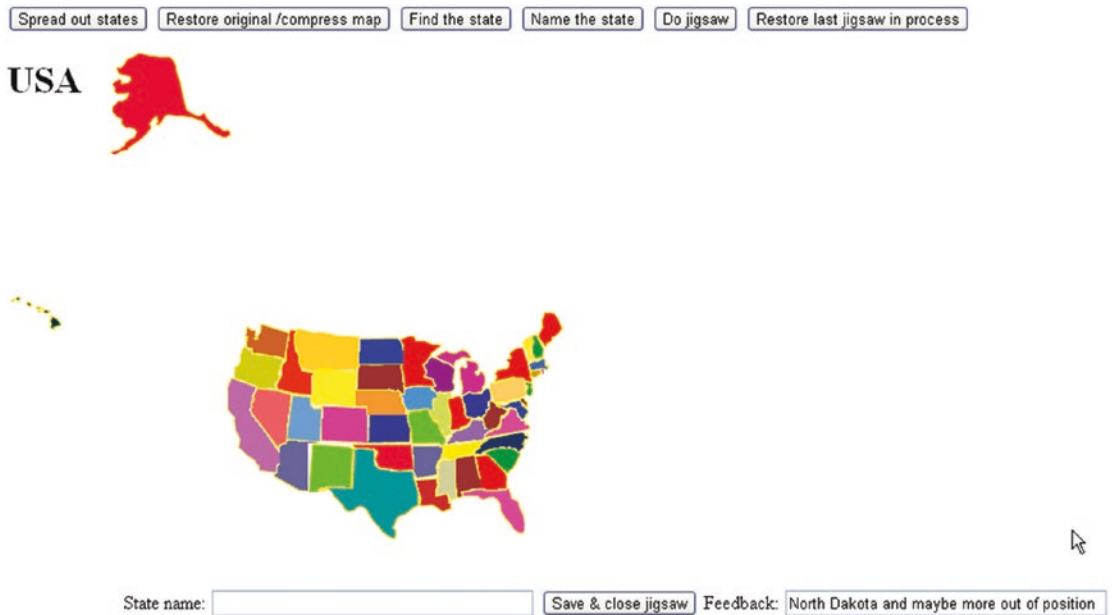 Spread out states Restore original /compress map Find the state Name the state Do jigsaw Restore last jigsaw in process
USA
State name: Save & close jigsaw Feedback: North Dakota and maybe more out of position